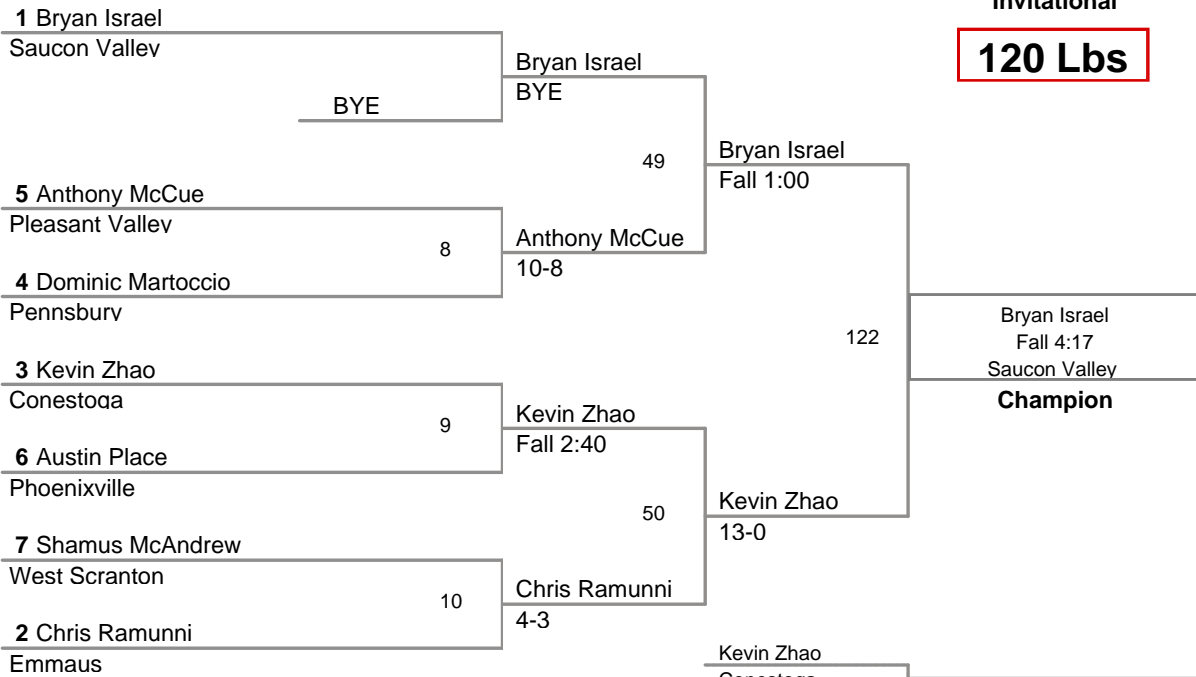 Invitational
120 Lbs
1 Bryan Israel
Saucon Valley
BYE
5 Anthony McCue
Pleasant Valley
8
4 Dominic Martoccio
Pennsbury
3 Kevin Zhao
Conestoga
9
6 Austin Place
Phoenixville
7 Shamus McAndrew
West Scranton
10
2 Chris Ramunni
Emmaus
Bryan Israel
BYE
49
Anthony McCue
10-8
Kevin Zhao
Fall 2:40
50
Chris Ramunni
4-3
Bryan Israel
Fall 1:00
122
Kevin Zhao
13-0
Bryan Israel
Fall 4:17
Saucon Valley
Champion
Kevin Zhao
Conestoga